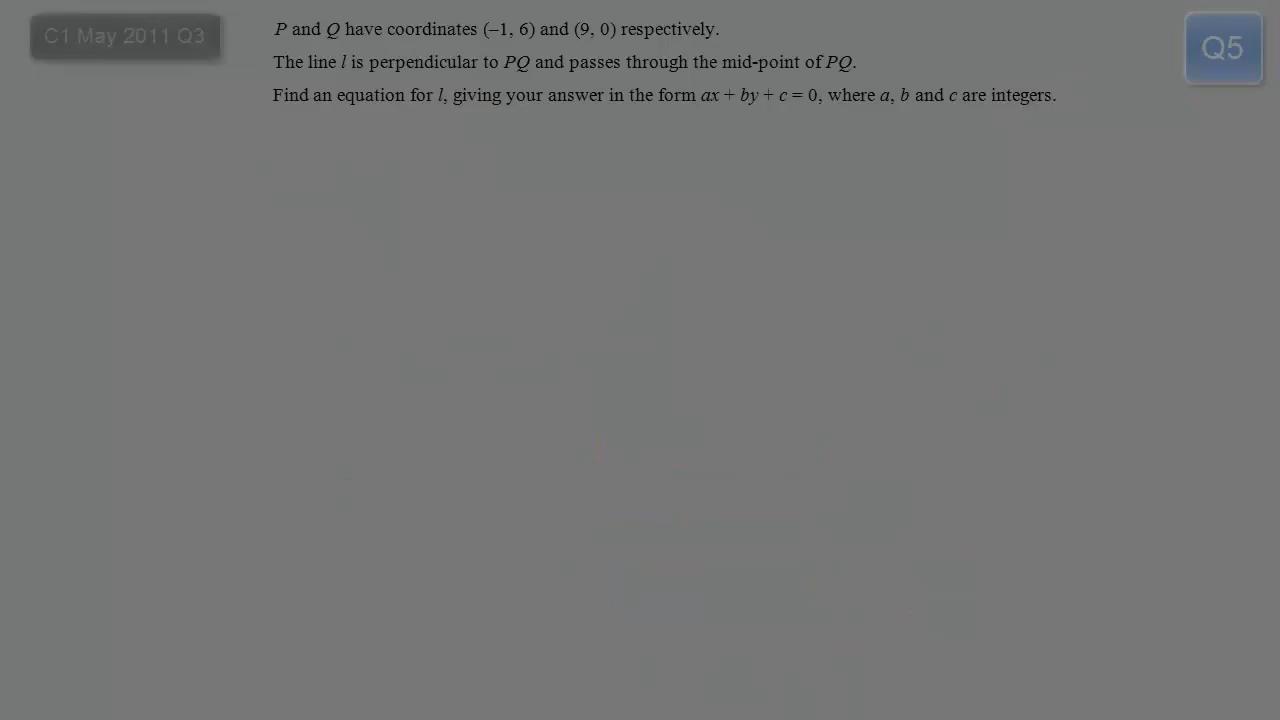 C1 May 2011 Q3
P and Q have coordinates (–1, 6) and (9, 0) respectively.
Q5
The line l is perpendicular to PQ and passes through the mid-point of PQ.
Find an equation for l, giving your answer in the form ax + by + c = 0, where a, b and c are integers.